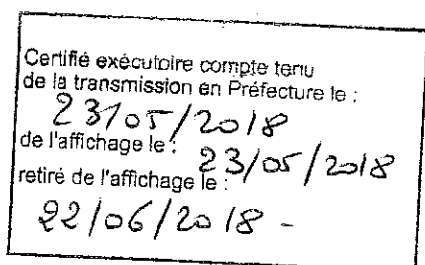 Certifié exécutoire compte tenu
de la transmission en Préfecture le :
23/05/2018
de l'affichage le : 23/05/2018
retiré de l'affichage le :
22/06/2018 -